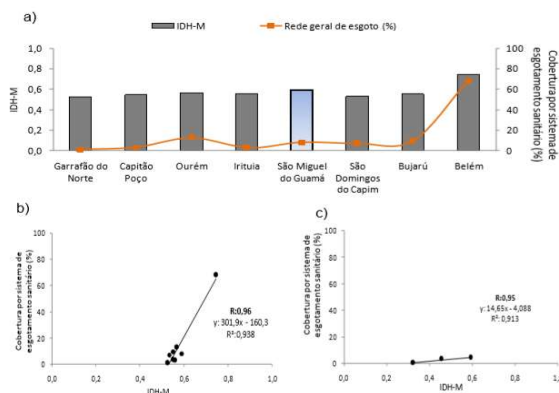 a)
IDH-M
Rede geral de esgoto (%)
1,0
0,8
0,6
0,4
0,2
0,0
IDH-M
100
80
60
40
20
0
Cobertura por sistema de
esgotamento sanitário
(%)
Garrafão do
Norte
Capitão
Poço
Ourém
Irituia
São Miguel
do Guamá
São
Domingos
do Capim
Bujarú
Belém
b)
Cobertura por sistema de
esgotamento sanitário (%)
100
80
60
40
20
0
R:0,96
y: 301,9x - 160,3
R²:0,938
0,0
0,2
0,4
0,6
0,8
1,0
IDH-M
c)
Cobertura por sistema de
esgotamento sanitário (%)
100
80
60
40
20
0
R:0,95
y: 14,65x - 4,088
R²:0,913
0,0
0,2
0,4
0,6
0,8
1,0
IDH-M